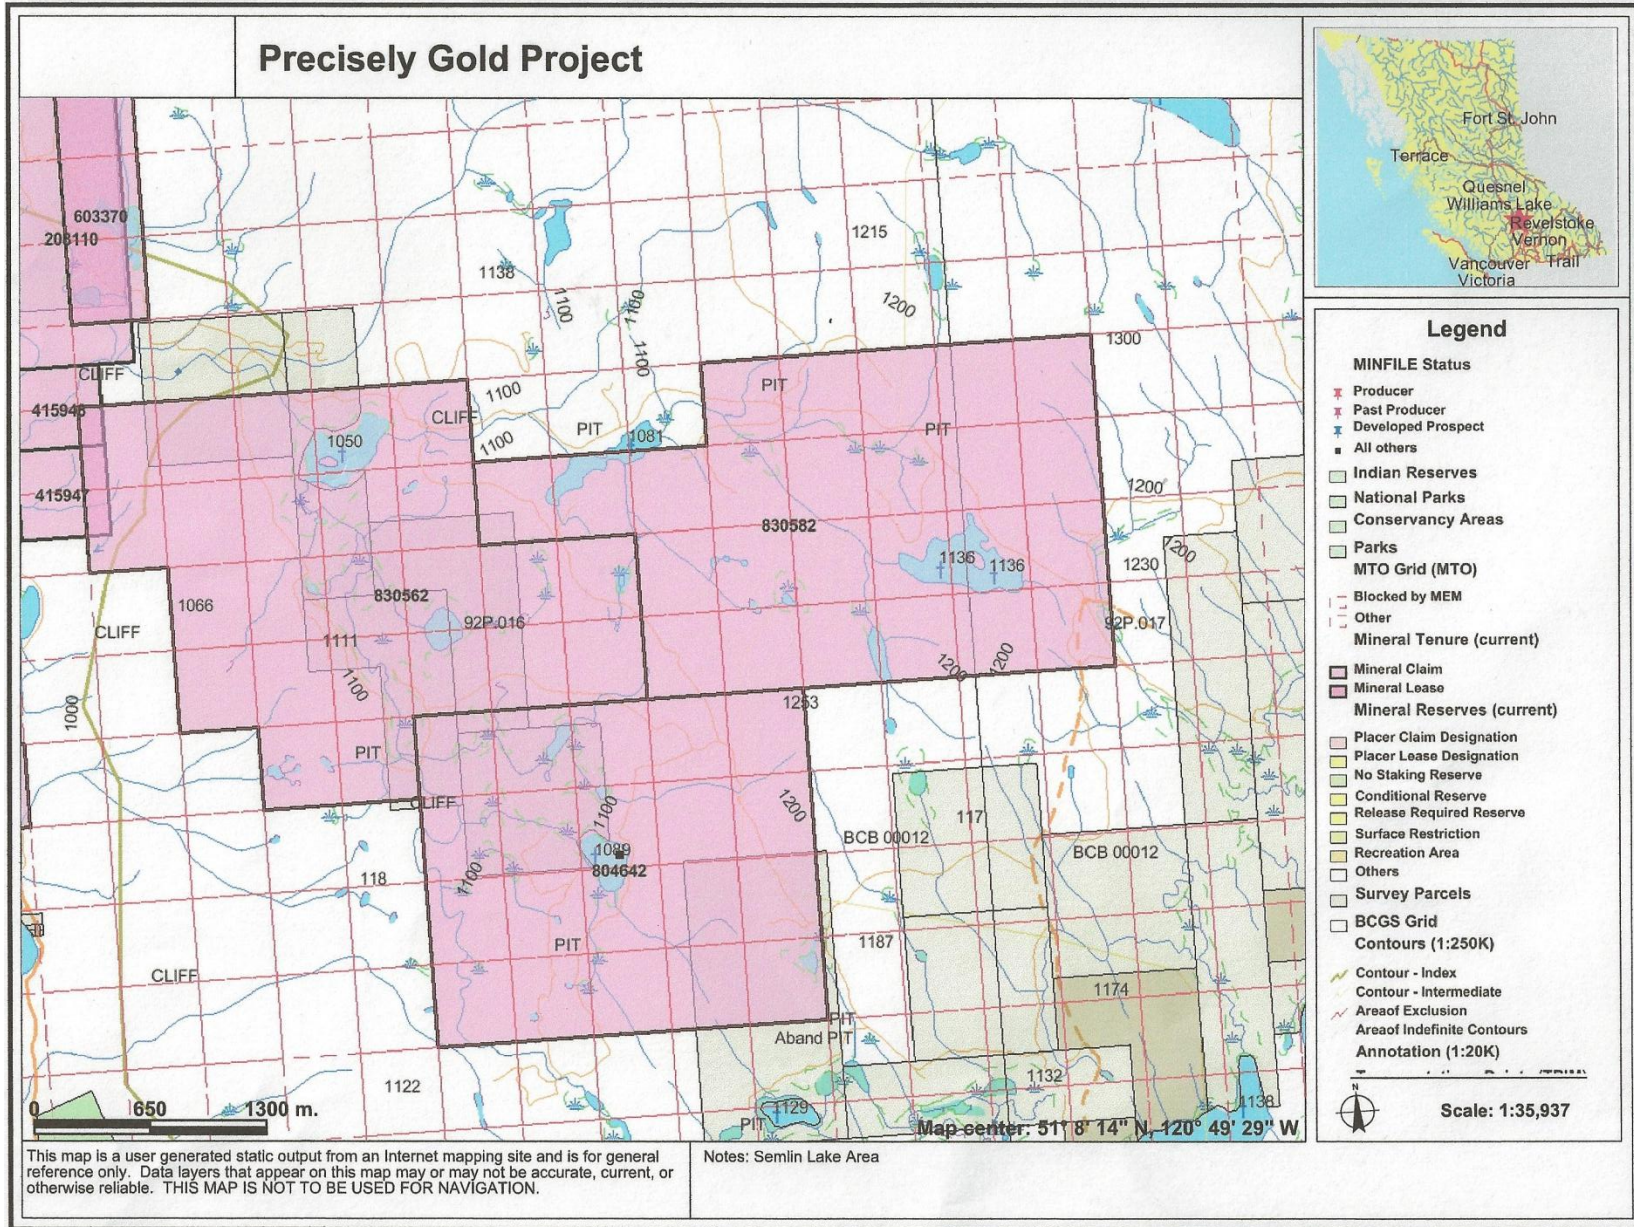 Precisely Gold Project
603370
208110
1138
1100
1100
1100
1215
1200
1300
CLIFF
415948
415947
1050
CLIFF
1100
1100
PIT
1081
PIT
PIT
830582
1136
1136
1200
1200
1230
92P.017
1066
830562
1111
92P.016
1100
CLIFF
1000
1200
1200
1253
PIT
CLIFF
1100
1200
1089
804642
1100
118
PIT
CLIFF
BCB 00012
117
BCB 00012
1187
1174
PIT
Aband PIT
1132
1122
1129
PIT
1138
0 650 1300 m.
Map center: 51° 8' 14" N, 120° 49' 29" W
Fort St. John
Terrace
Quesnel
Williams Lake
Revelstoke
Vernon
Vancouver
Trail
Victoria
Legend
MINFILE Status
Producer
Past Producer
Developed Prospect
All others
Indian Reserves
National Parks
Conservancy Areas
Parks
MTO Grid (MTO)
Blocked by MEM
Other
Mineral Tenure (current)
Mineral Claim
Mineral Lease
Mineral Reserves (current)
Placer Claim Designation
Placer Lease Designation
No Staking Reserve
Conditional Reserve
Release Required Reserve
Surface Restriction
Recreation Area
Others
Survey Parcels
BCGS Grid
Contours (1:250K)
Contour - Index
Contour - Intermediate
Areaof Exclusion
Areaof Indefinite Contours
Annotation (1:20K)
N
Scale: 1:35,937
This map is a user generated static output from an Internet mapping site and is for general
reference only. Data layers that appear on this map may or may not be accurate, current, or
otherwise reliable. THIS MAP IS NOT TO BE USED FOR NAVIGATION.
Notes: Semlin Lake Area